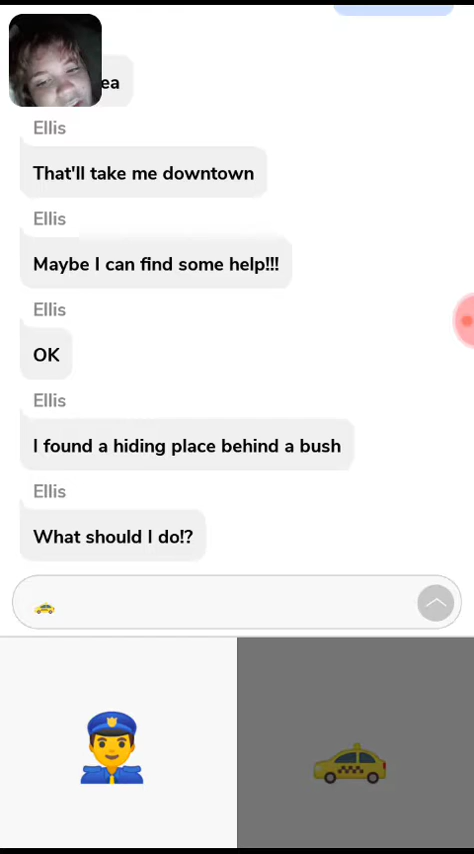 ea
Ellis
That'll take me downtown
Ellis
Maybe I can find some help!!!
Ellis
OK
Ellis
I found a hiding place behind a bush
Ellis
What should I do!?